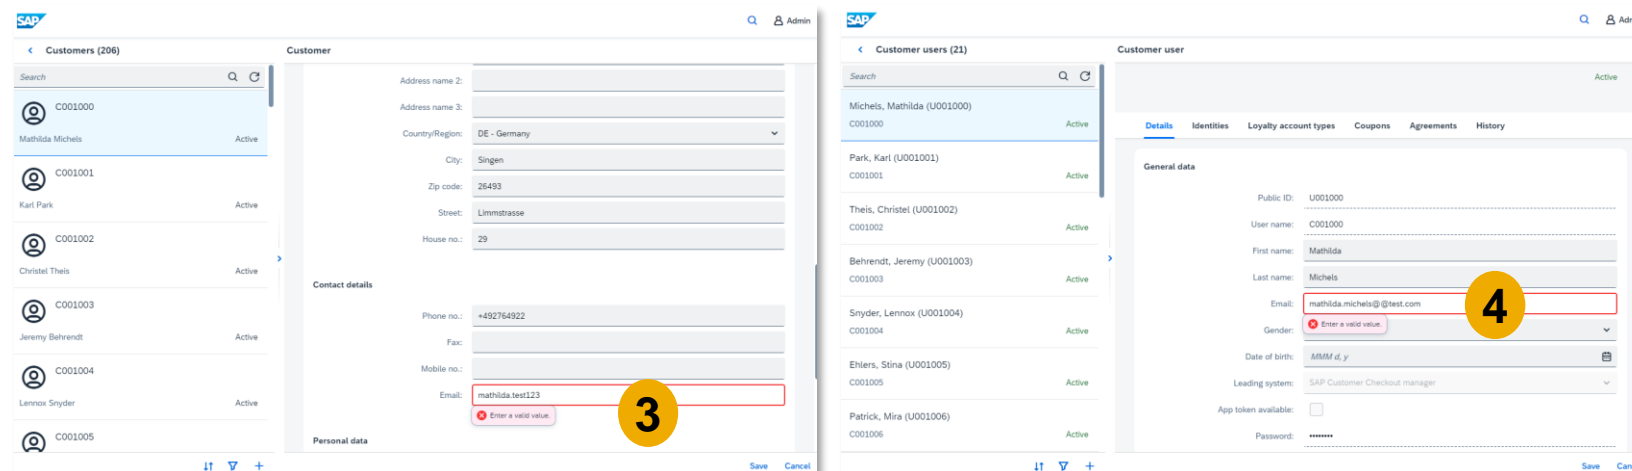 SAP
Admin
Customers (206)
Customer
Search
C001000
Mathilda Michels
Active
C001001
Karl Park
Active
C001002
Christel Theis
Active
C001003
Jeremy Behrendt
Active
C001004
Lennox Snyder
Active
C001005
Address name 2:
Address name 3:
Country/Region: DE - Germany
City: Singen
Zip code: 26493
Street: Limmstrasse
House no.: 29
Contact details
Phone no.: +492764922
Fax:
Mobile no.:
Email: mathilda.test123
Enter a valid value.
3
Personal data
Save Cancel
SAP
Adm
Customer users (21)
Customer user
Search
Michels, Mathilda (U001000)
C001000 Active
Park, Karl (U001001)
C001001 Active
Theis, Christel (U001002)
C001002 Active
Behrendt, Jeremy (U001003)
C001003 Active
Snyder, Lennox (U001004)
C001004 Active
Ehlers, Stina (U001005)
C001005 Active
Patrick, Mira (U001006)
C001006 Active
Active
Details Identities Loyalty account types Coupons Agreements History
General data
Public ID: U001000
User name: C001000
First name: Mathilda
Last name: Michels
Email: mathilda.michels@@test.com
Enter a valid value.
4
Gender:
Date of birth: MMM d, y
Leading system: SAP Customer Checkout manager
App token available:
Password: ••••••••
Save Can